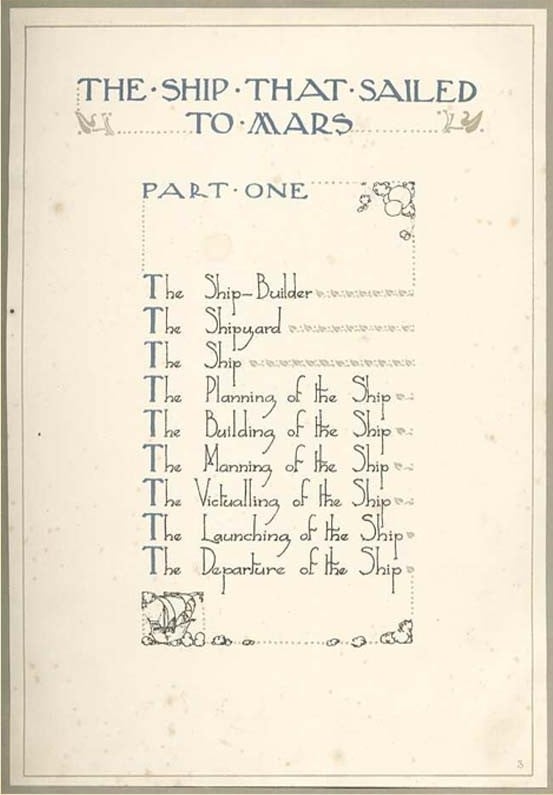 THE·SHIP·THAT·SAILED
TO·MARS
PART·ONE
The Ship-Builder
The Shipyard
The Ship
The Planning of the Ship
The Building of the Ship
The Manning of the Ship
The Victualling of the Ship
The Launching of the Ship
The Departure of the Ship
3